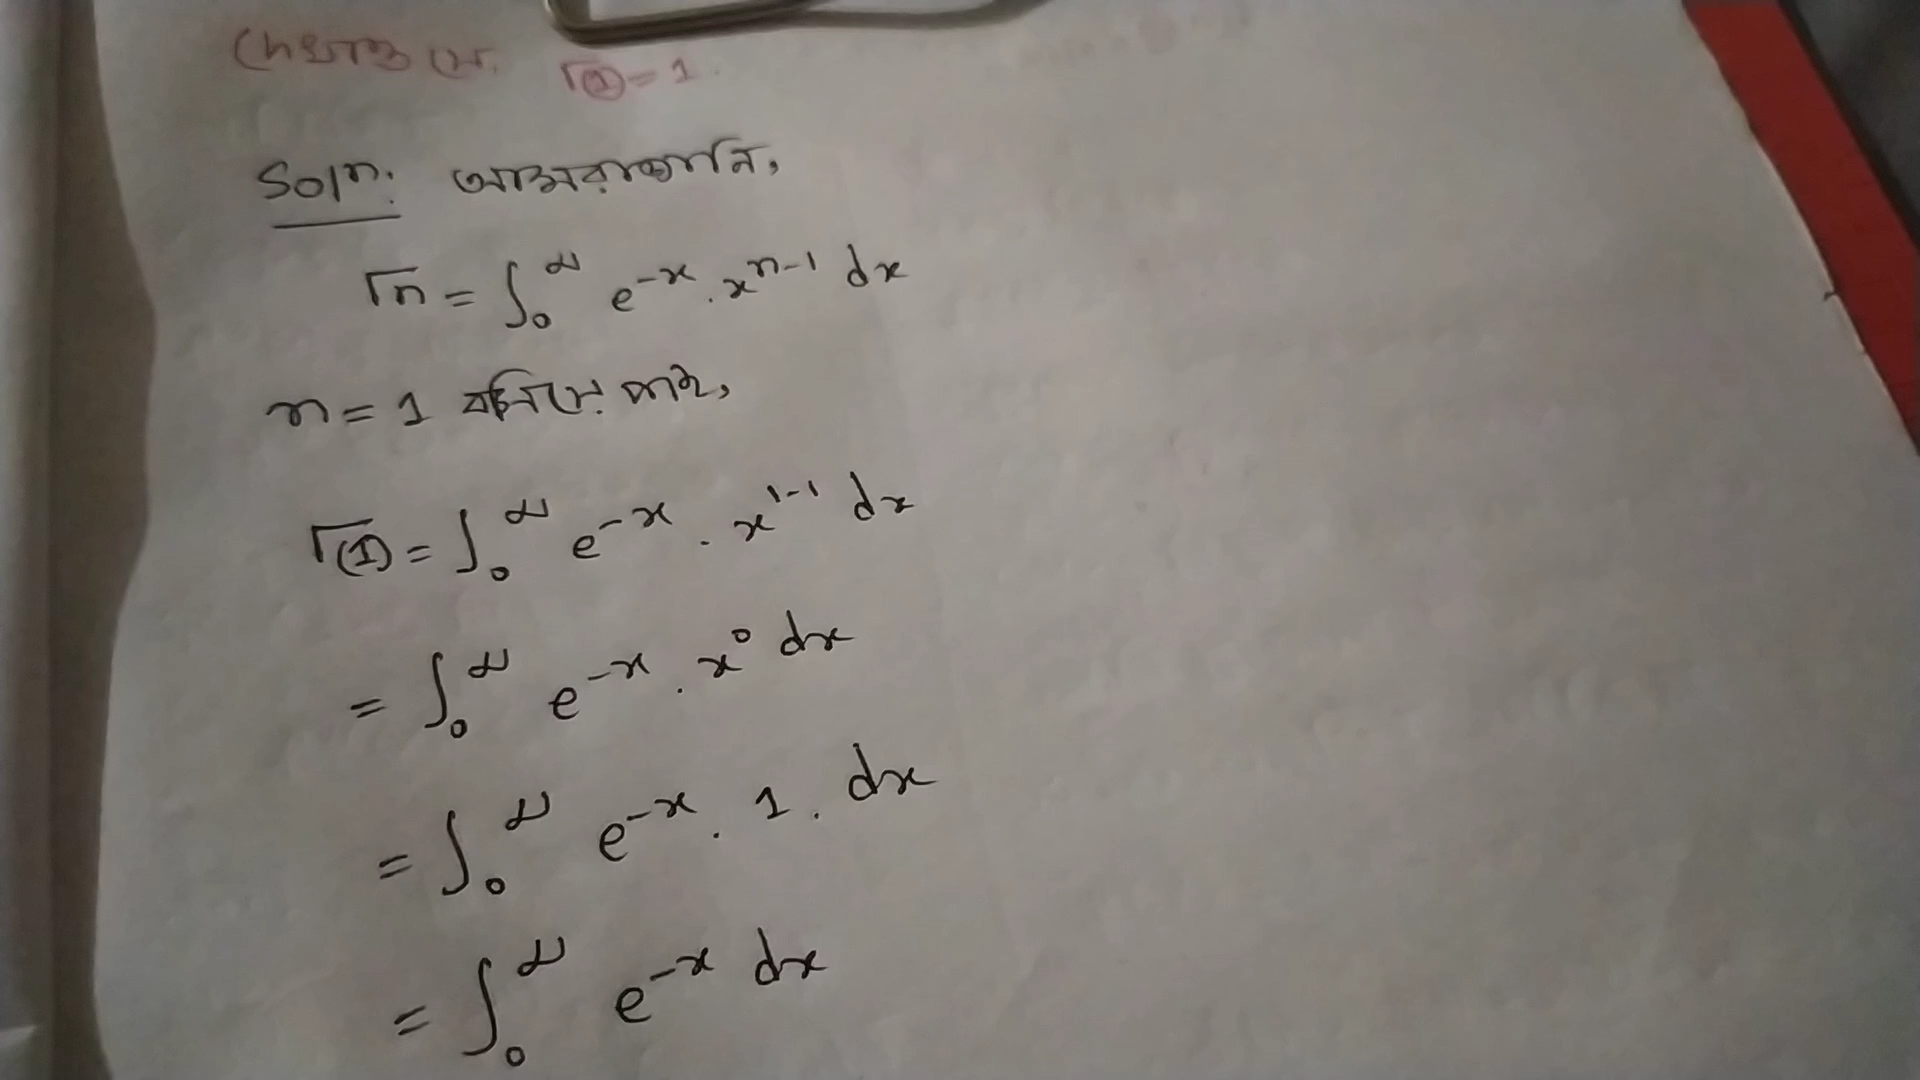 দেখাও যে, Γ(1) = 1.
Soln: আমরা জানি,
Γn = ∫₀^∞ e^-x . x^n-1 dx
n = 1 বসিয়ে পাই,
Γ(1) = ∫₀^∞ e^-x . x^1-1 dx
= ∫₀^∞ e^-x . x^0 dx
= ∫₀^∞ e^-x . 1 . dx
= ∫₀^∞ e^-x dx